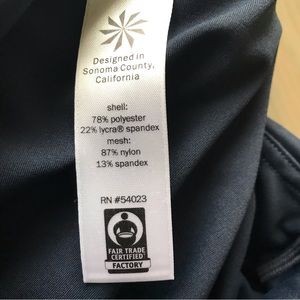 Designed in
Sonoma County,
California
shell:
78% polyester
22% lycra® spandex
mesh:
87% nylon
13% spandex
RN #54023
FAIR TRADE
CERTIFIED
FACTORY